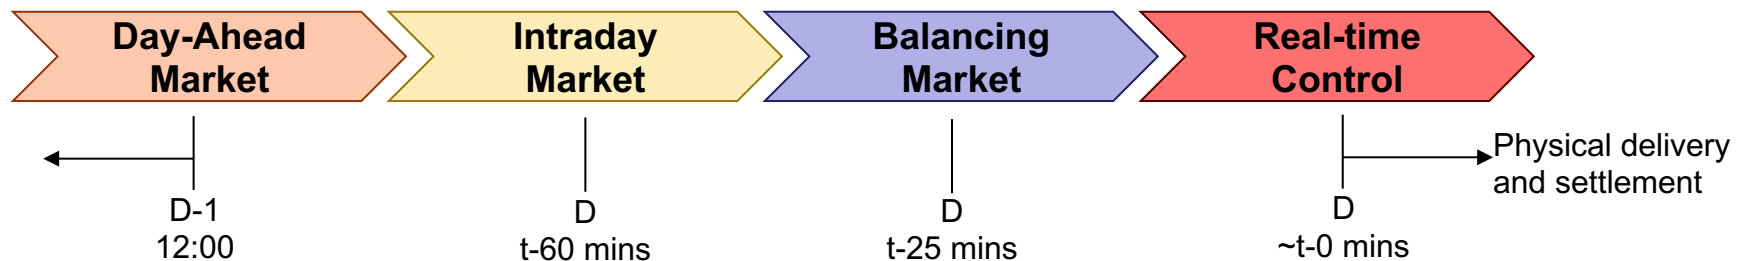 Day-Ahead
Market
Intraday
Market
Balancing
Market
Real-time
Control
D-1
12:00
D
t-60 mins
D
t-25 mins
D
~t-0 mins
Physical delivery
and settlement